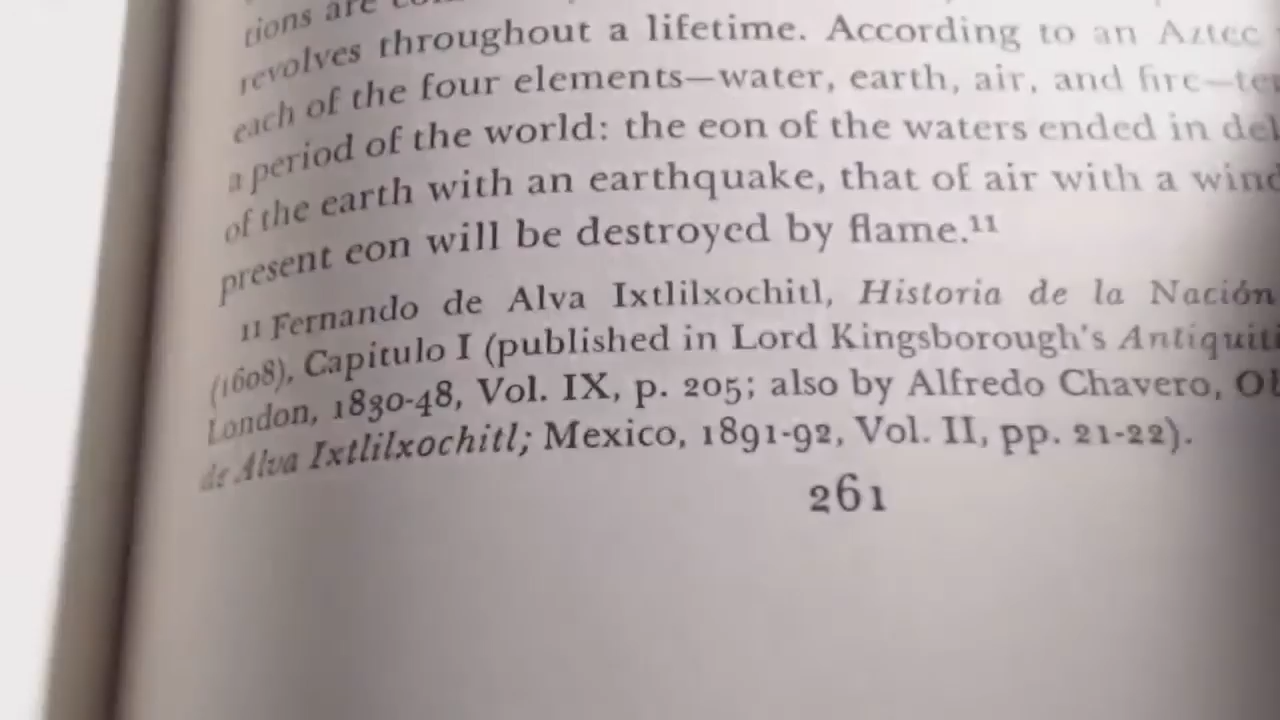 tions are
revolves throughout a lifetime. According to an Aztec
each of the four elements—water, earth, air, and fire—
a period of the world: the eon of the waters ended in
of the earth with an earthquake, that of air with a wind
present eon will be destroyed by flame.¹¹
11 Fernando de Alva Ixtlilxochitl, Historia de la Nación
(1608), Capitulo I (published in Lord Kingsborough's
London, 1830-48, Vol. IX, p. 205; also by Alfredo Chavero,
de Alva Ixtlilxochitl; Mexico, 1891-92, Vol. II, pp. 21-22).
261